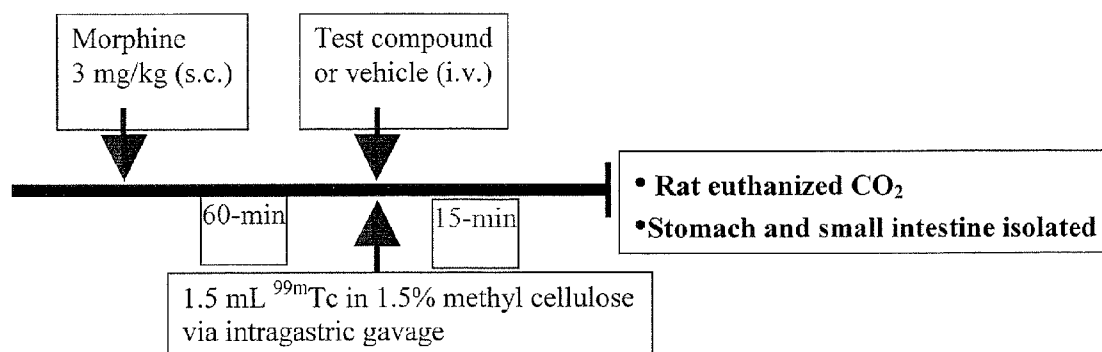 Morphine
3 mg/kg (s.c.)
Test compound
or vehicle (i.v.)
60-min
15-min
• Rat euthanized CO₂
•Stomach and small intestine isolated
1.5 mL ⁹⁹ᵐTc in 1.5% methyl cellulose
via intragastric gavage